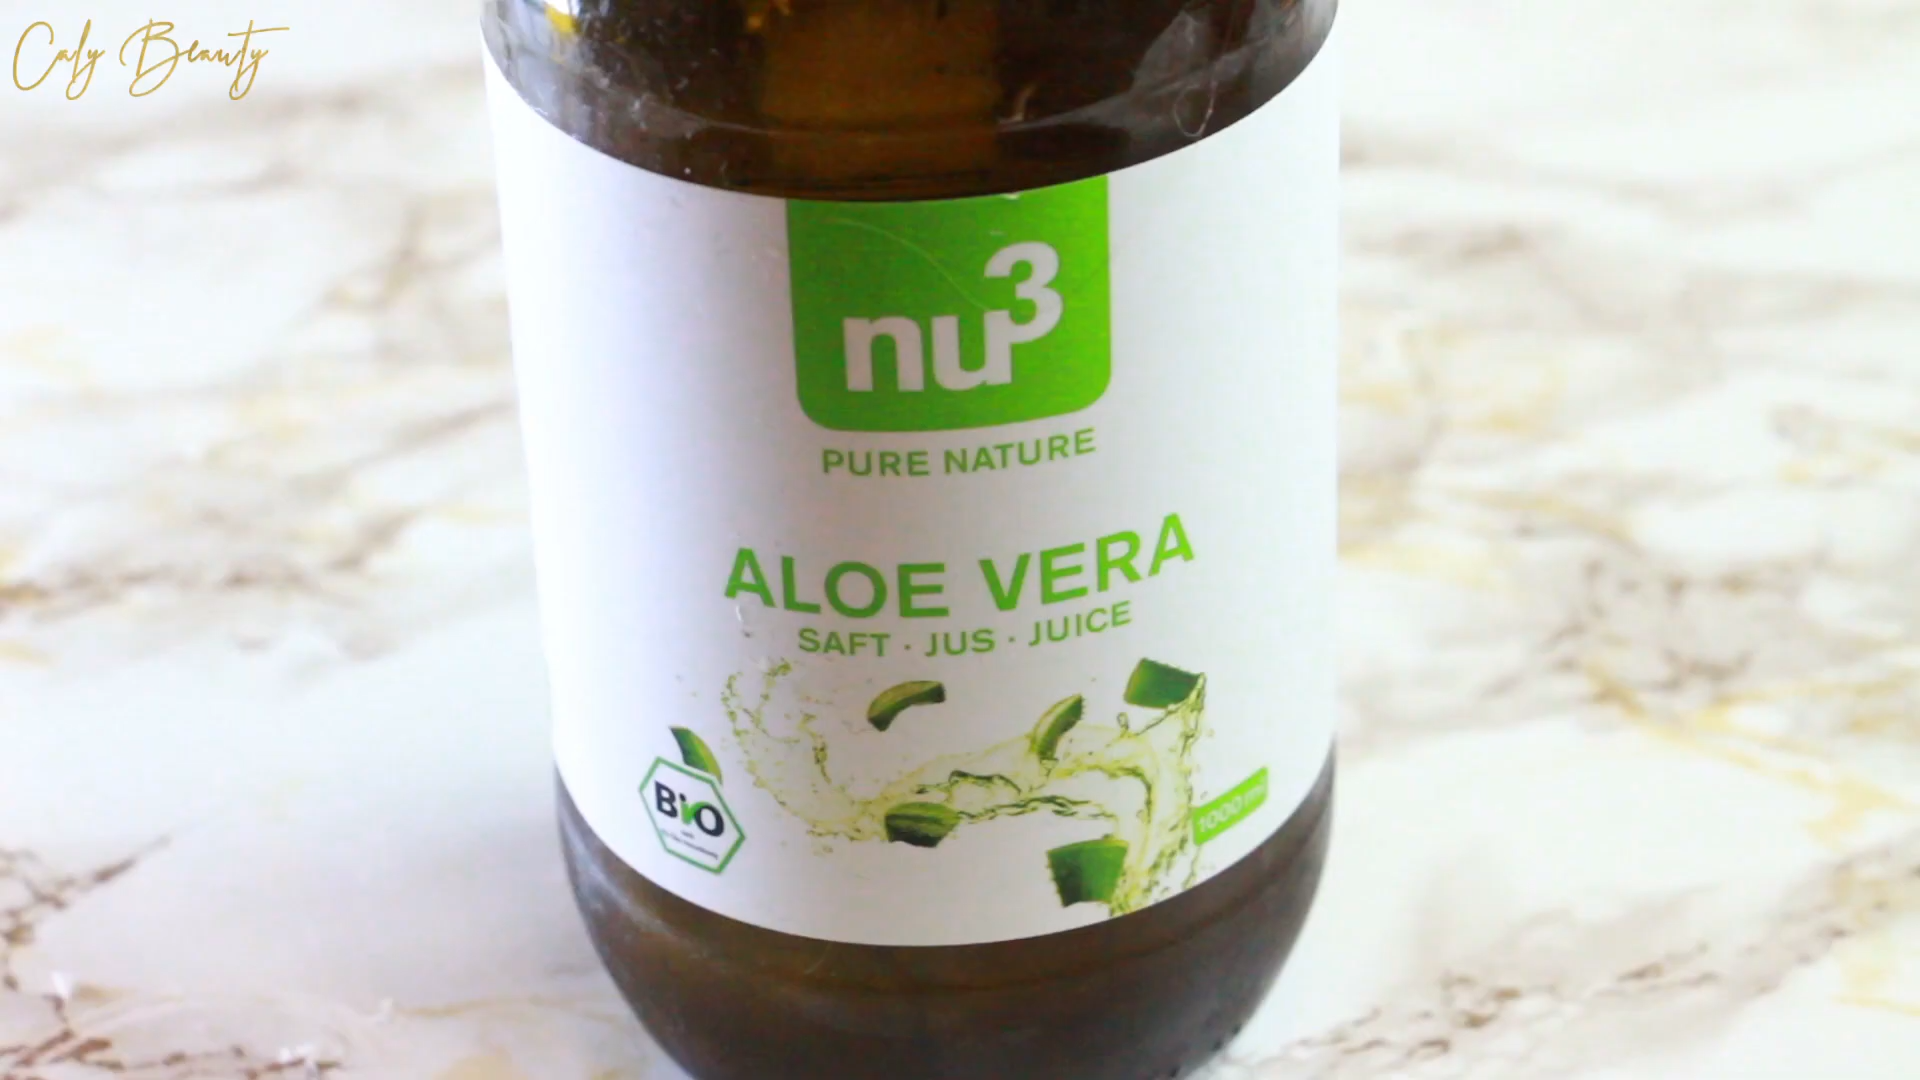 Caly Beauty
nu3
PURE NATURE
ALOE VERA
SAFT · JUS · JUICE
BiO
1000 ml